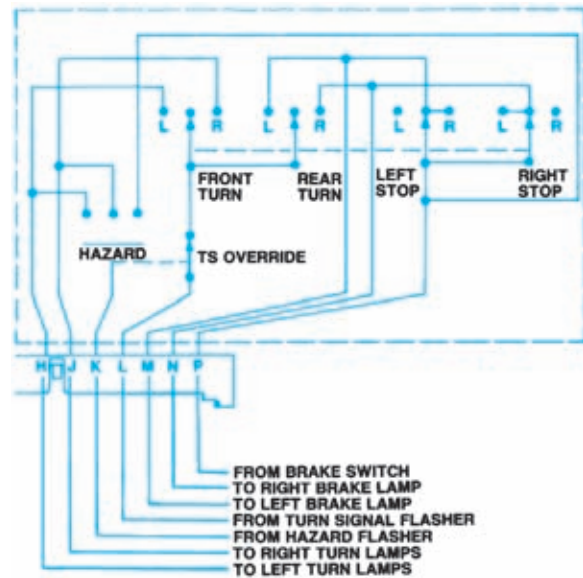 L R L R L R L R
FRONT TURN REAR TURN LEFT STOP RIGHT STOP
HAZARD TS OVERRIDE
H J K L M N P
FROM BRAKE SWITCH
TO RIGHT BRAKE LAMP
TO LEFT BRAKE LAMP
FROM TURN SIGNAL FLASHER
FROM HAZARD FLASHER
TO RIGHT TURN LAMPS
TO LEFT TURN LAMPS